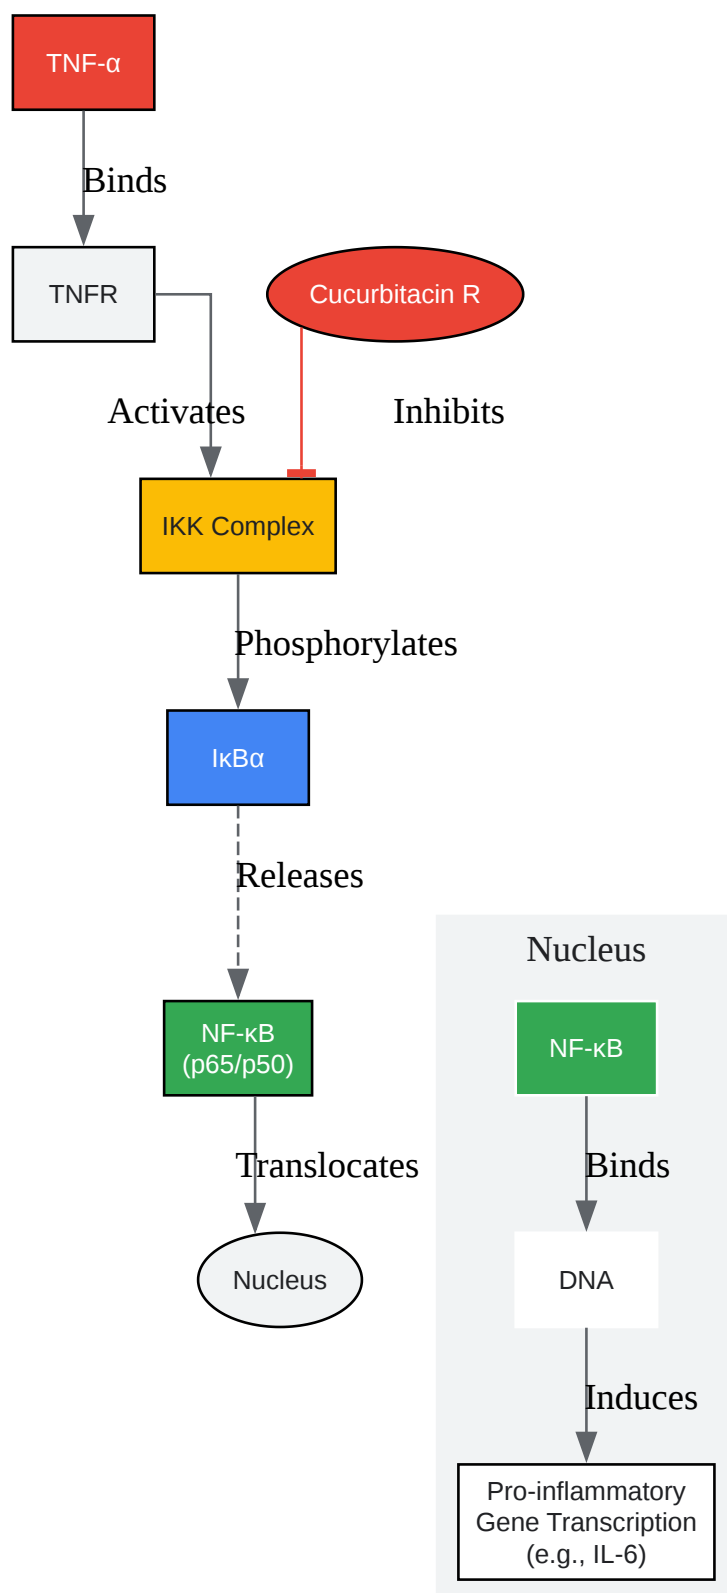 TNF-α
Binds
TNFR
Cucurbitacin R
Activates
Inhibits
IKK Complex
Phosphorylates
IκBα
Releases
NF-κB
(p65/p50)
Translocates
Nucleus
Nucleus
NF-κB
Binds
DNA
Induces
Pro-inflammatory
Gene Transcription
(e.g., IL-6)